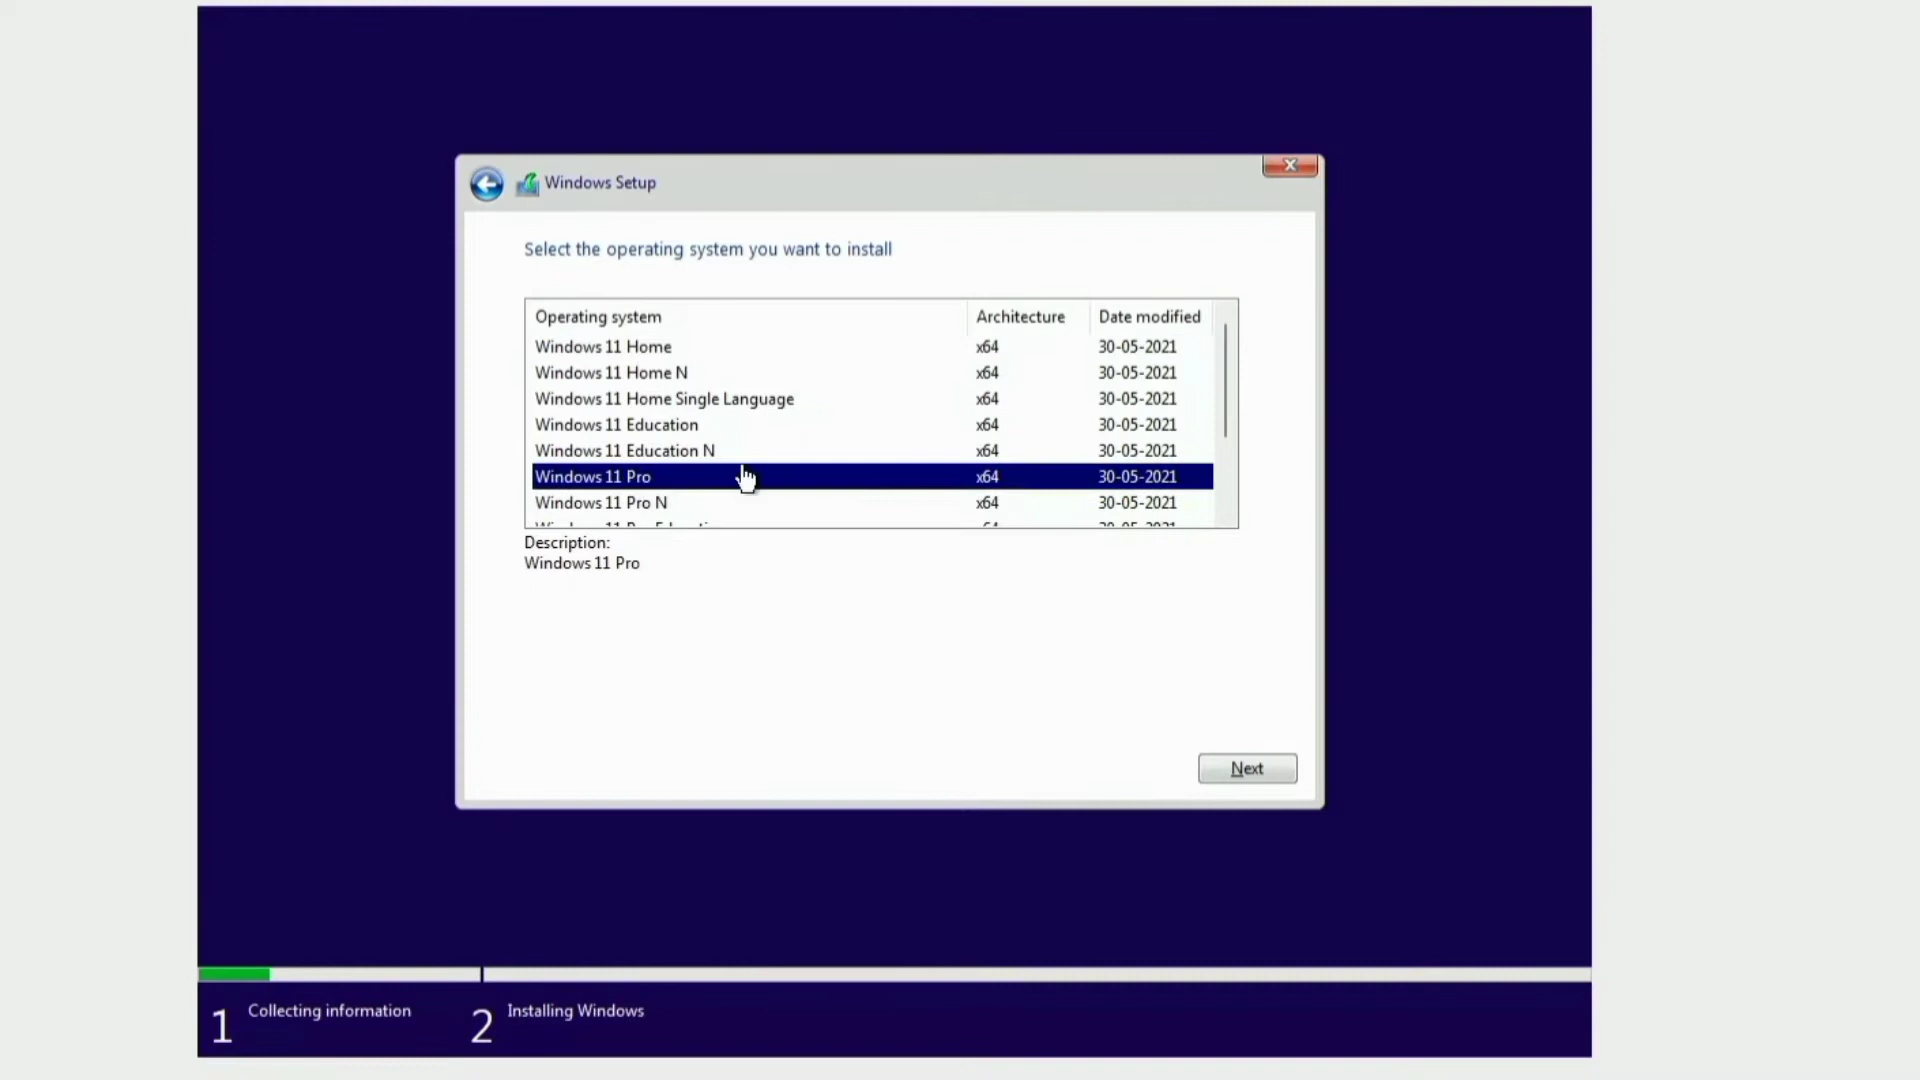 Windows Setup
Select the operating system you want to install
Operating system Architecture Date modified
Windows 11 Home x64 30-05-2021
Windows 11 Home N x64 30-05-2021
Windows 11 Home Single Language x64 30-05-2021
Windows 11 Education x64 30-05-2021
Windows 11 Education N x64 30-05-2021
Windows 11 Pro x64 30-05-2021
Windows 11 Pro N x64 30-05-2021
Description:
Windows 11 Pro
Next
1 Collecting information 2 Installing Windows